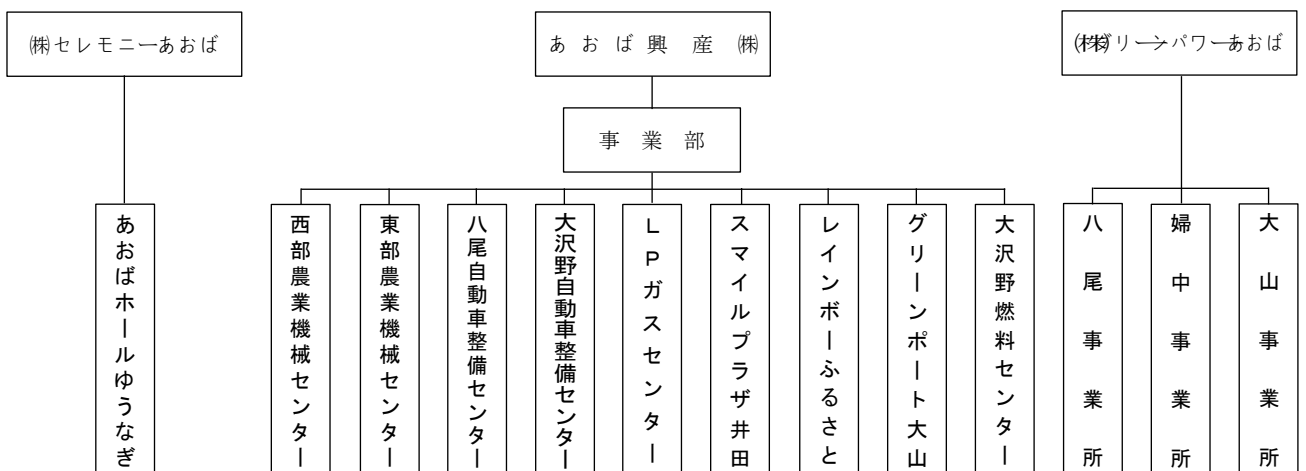 ㈱セレモニーあおば
あおば興産㈱
㈱グリーンパワーあおば
事業部
あおばホールゆうなぎ
西部農業機械センター
東部農業機械センター
八尾自動車整備センター
大沢野自動車整備センター
LPガスセンター
スマイルプラザ井田
レインボーふるさと
グリーンポート大山
大沢野燃料センター
八尾事業所
婦中事業所
大山事業所